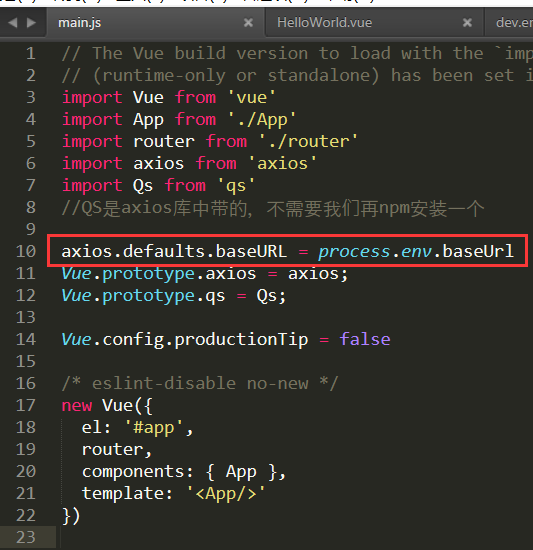 main.js HelloWorld.vue dev.en
1 // The Vue build version to load with the `imp
2 // (runtime-only or standalone) has been set i
3 import Vue from 'vue'
4 import App from './App'
5 import router from './router'
6 import axios from 'axios'
7 import Qs from 'qs'
8 //QS是axios库中带的，不需要我们再npm安装一个
9
10 axios.defaults.baseURL = process.env.baseUrl
11 Vue.prototype.axios = axios;
12 Vue.prototype.qs = Qs;
13
14 Vue.config.productionTip = false
15
16 /* eslint-disable no-new */
17 new Vue({
18 el: '#app',
19 router,
20 components: { App },
21 template: '<App/>'
22 })
23